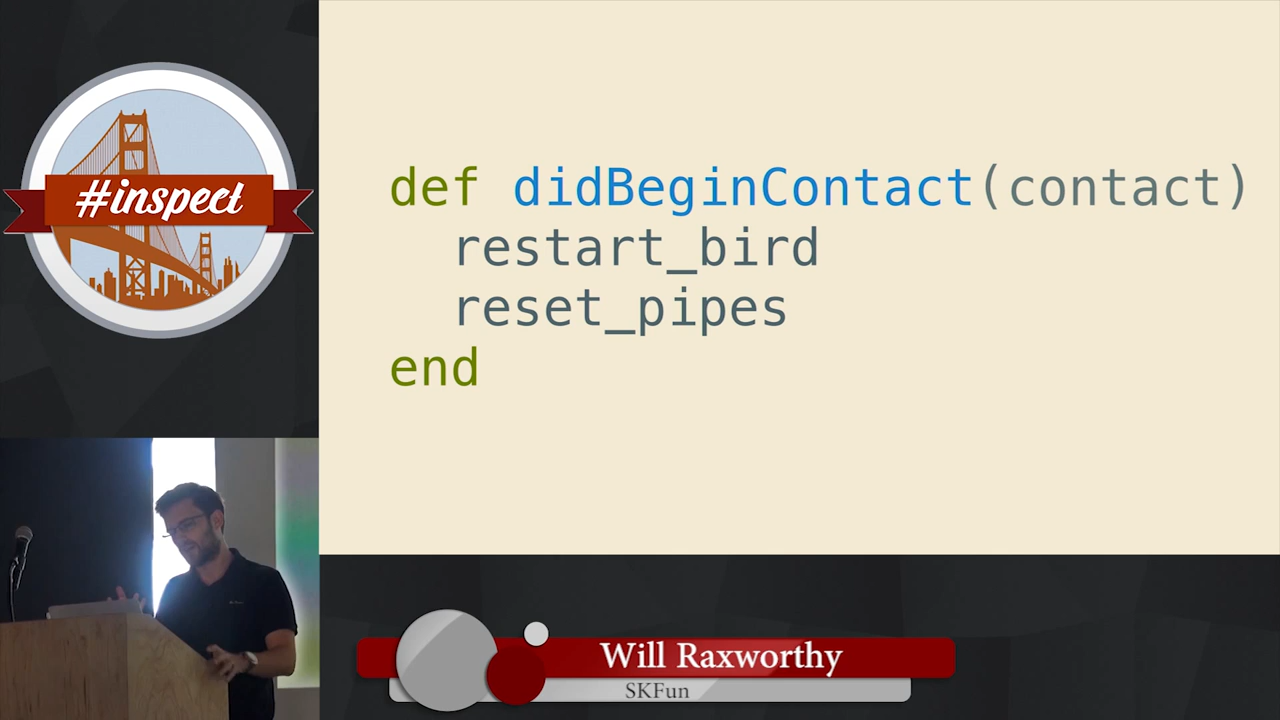 #inspect
def didBeginContact(contact)
  restart_bird
  reset_pipes
end
Will Raxworthy
SKFun